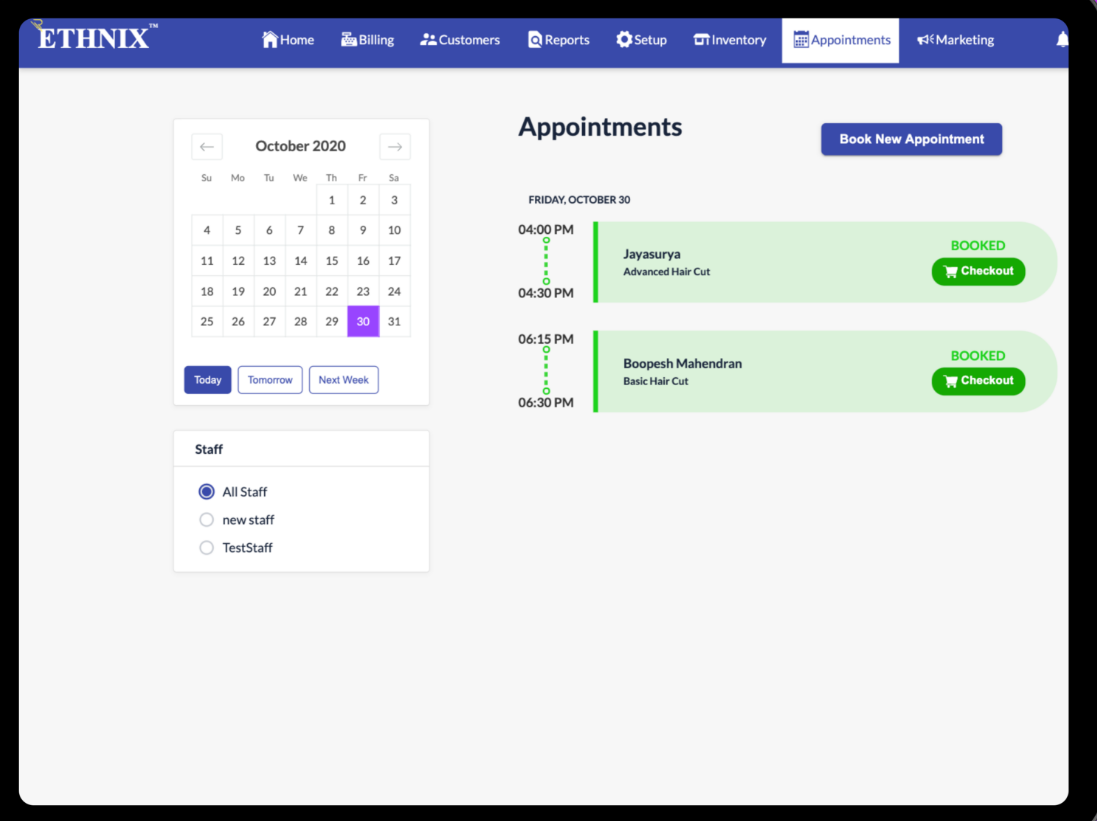 ETHNIX™
Home Billing Customers Reports Setup Inventory Appointments Marketing
October 2020
Su Mo Tu We Th Fr Sa
1 2 3
4 5 6 7 8 9 10
11 12 13 14 15 16 17
18 19 20 21 22 23 24
25 26 27 28 29 30 31
Today Tomorrow Next Week
Staff
All Staff
new staff
TestStaff
Appointments
Book New Appointment
FRIDAY, OCTOBER 30
04:00 PM
04:30 PM
Jayasurya
Advanced Hair Cut
BOOKED
Checkout
06:15 PM
06:30 PM
Boopesh Mahendran
Basic Hair Cut
BOOKED
Checkout